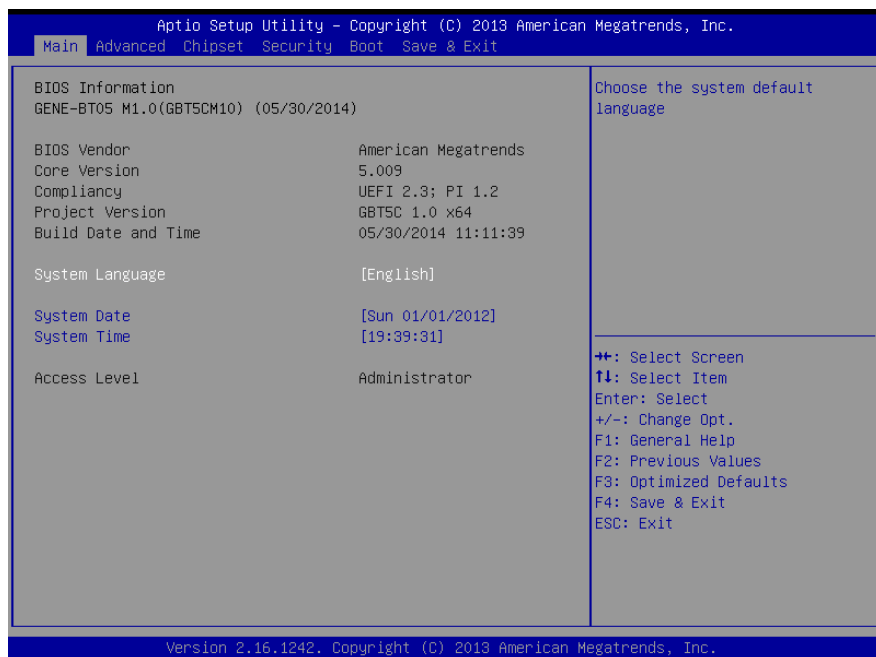 Aptio Setup Utility – Copyright (C) 2013 American Megatrends, Inc.
Main Advanced Chipset Security Boot Save & Exit
BIOS Information
GENE-BT05 M1.0(GBT5CM10) (05/30/2014)
BIOS Vendor American Megatrends
Core Version 5.009
Compliancy UEFI 2.3; PI 1.2
Project Version GBT5C 1.0 x64
Build Date and Time 05/30/2014 11:11:39
System Language [English]
System Date [Sun 01/01/2012]
System Time [19:39:31]
Access Level Administrator
Choose the system default
language
→←: Select Screen
↑↓: Select Item
Enter: Select
+/-: Change Opt.
F1: General Help
F2: Previous Values
F3: Optimized Defaults
F4: Save & Exit
ESC: Exit
Version 2.16.1242. Copyright (C) 2013 American Megatrends, Inc.